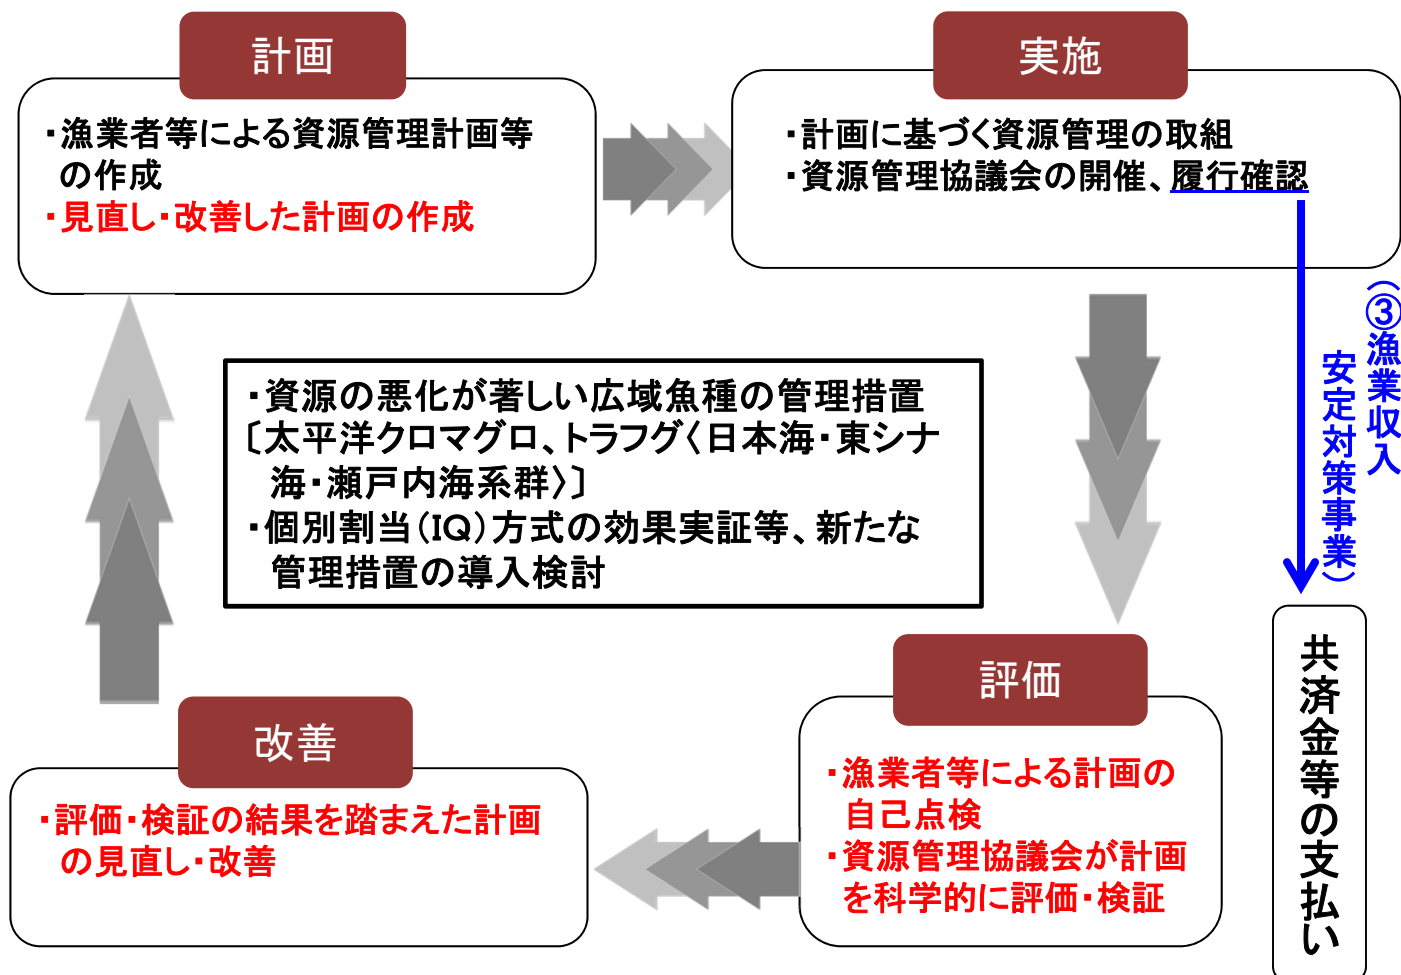 計画
・漁業者等による資源管理計画等
の作成
・見直し・改善した計画の作成
実施
・計画に基づく資源管理の取組
・資源管理協議会の開催、履行確認
（③漁業収入
安定対策事業）
共済金等の支払い
・資源の悪化が著しい広域魚種の管理措置
〔太平洋クロマグロ、トラフグ〈日本海・東シナ
海・瀬戸内海系群〉〕
・個別割当（IQ）方式の効果実証等、新たな
管理措置の導入検討
評価
・漁業者等による計画の
自己点検
・資源管理協議会が計画
を科学的に評価・検証
改善
・評価・検証の結果を踏まえた計画
の見直し・改善